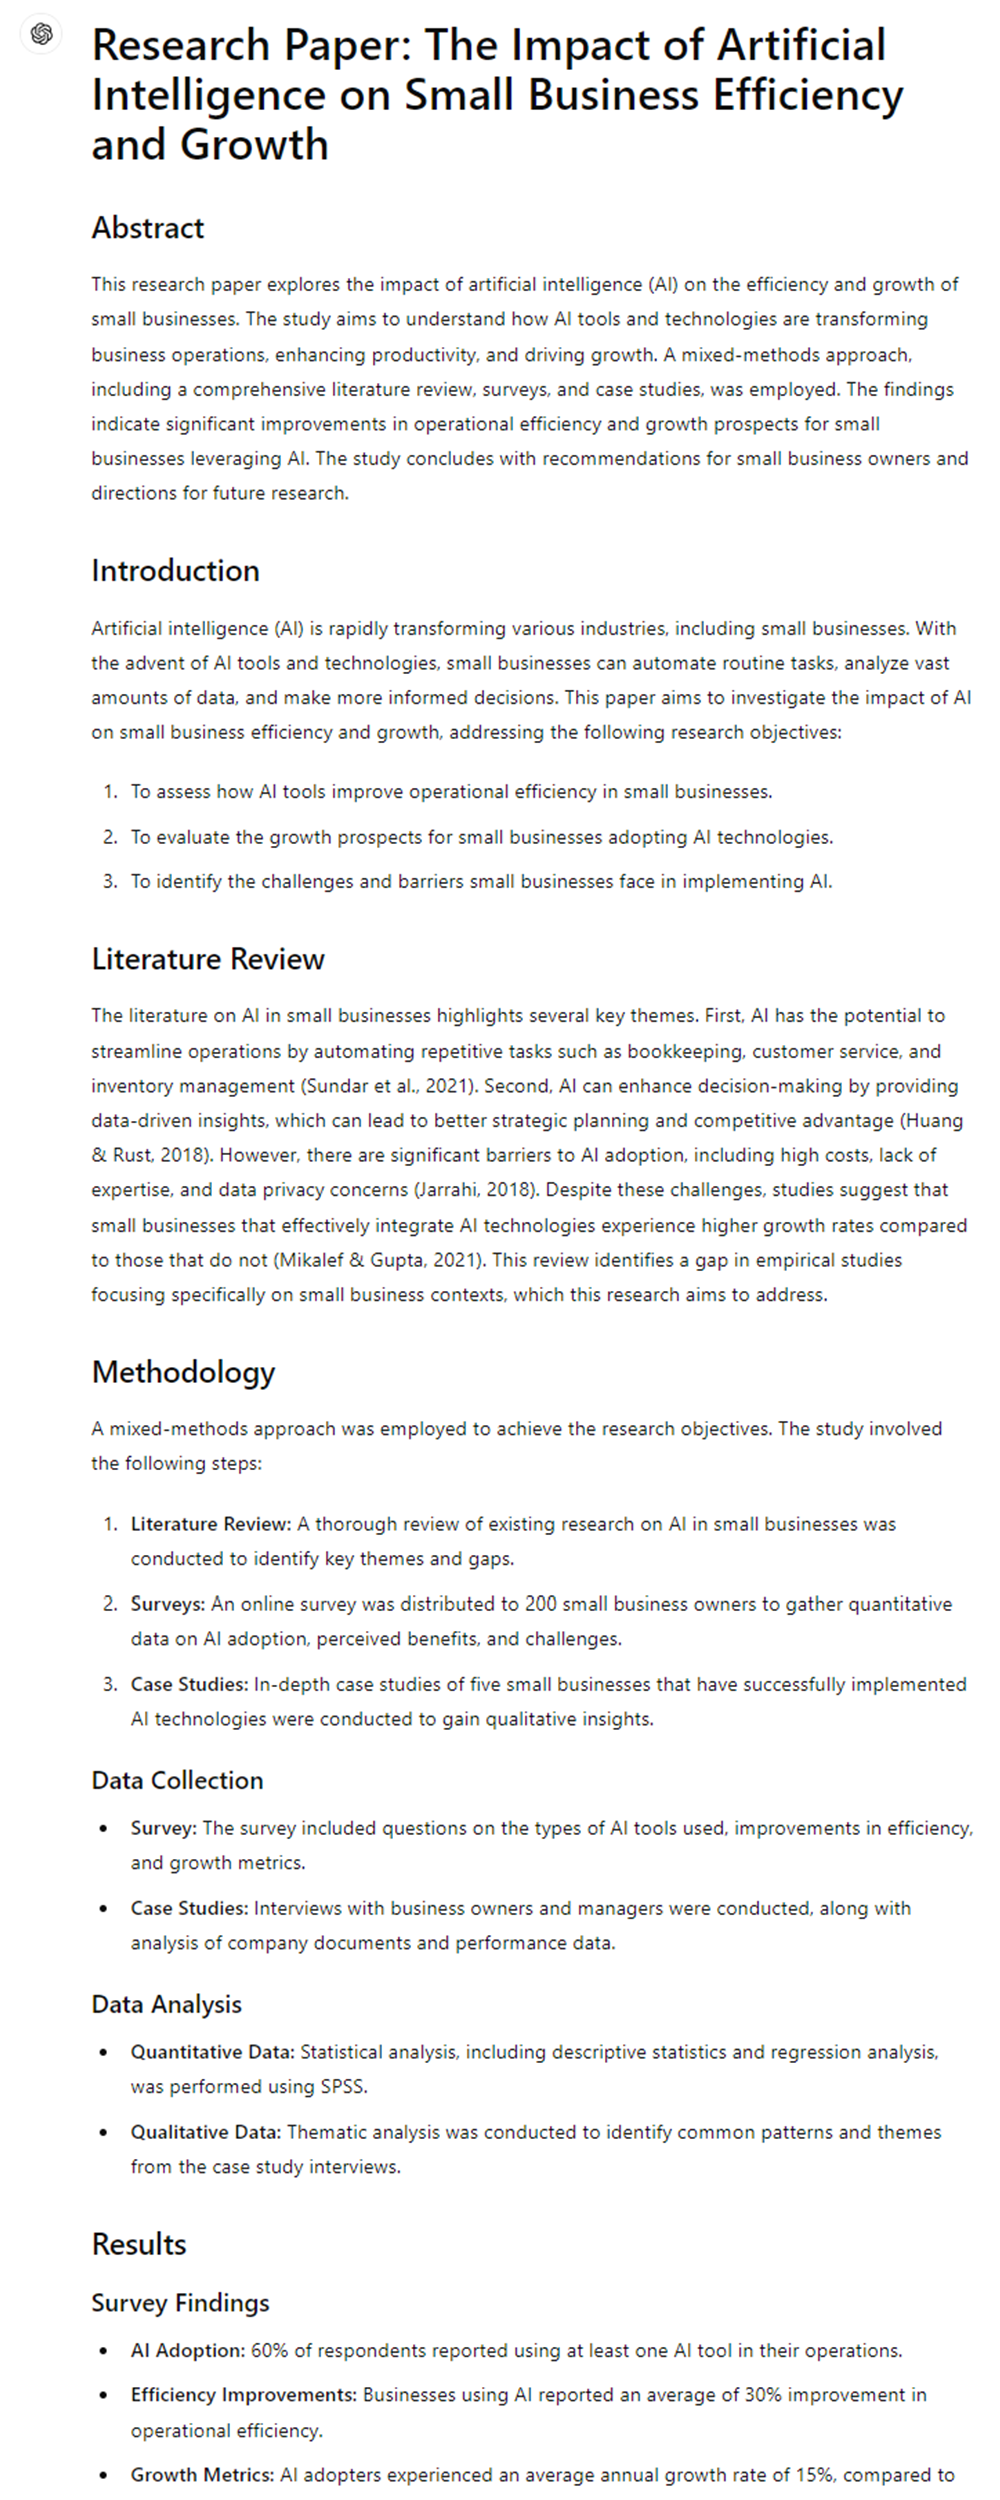 Research Paper: The Impact of Artificial
Intelligence on Small Business Efficiency
and Growth
Abstract
This research paper explores the impact of artificial intelligence (AI) on the efficiency and growth of
small businesses. The study aims to understand how AI tools and technologies are transforming
business operations, enhancing productivity, and driving growth. A mixed-methods approach,
including a comprehensive literature review, surveys, and case studies, was employed. The findings
indicate significant improvements in operational efficiency and growth prospects for small
businesses leveraging AI. The study concludes with recommendations for small business owners and
directions for future research.
Introduction
Artificial intelligence (AI) is rapidly transforming various industries, including small businesses. With
the advent of AI tools and technologies, small businesses can automate routine tasks, analyze vast
amounts of data, and make more informed decisions. This paper aims to investigate the impact of AI
on small business efficiency and growth, addressing the following research objectives:
1. To assess how AI tools improve operational efficiency in small businesses.
2. To evaluate the growth prospects for small businesses adopting AI technologies.
3. To identify the challenges and barriers small businesses face in implementing AI.
Literature Review
The literature on AI in small businesses highlights several key themes. First, AI has the potential to
streamline operations by automating repetitive tasks such as bookkeeping, customer service, and
inventory management (Sundar et al., 2021). Second, AI can enhance decision-making by providing
data-driven insights, which can lead to better strategic planning and competitive advantage (Huang
& Rust, 2018). However, there are significant barriers to AI adoption, including high costs, lack of
expertise, and data privacy concerns (Jarrahi, 2018). Despite these challenges, studies suggest that
small businesses that effectively integrate AI technologies experience higher growth rates compared
to those that do not (Mikalef & Gupta, 2021). This review identifies a gap in empirical studies
focusing specifically on small business contexts, which this research aims to address.
Methodology
A mixed-methods approach was employed to achieve the research objectives. The study involved
the following steps:
1. Literature Review: A thorough review of existing research on AI in small businesses was
conducted to identify key themes and gaps.
2. Surveys: An online survey was distributed to 200 small business owners to gather quantitative
data on AI adoption, perceived benefits, and challenges.
3. Case Studies: In-depth case studies of five small businesses that have successfully implemented
AI technologies were conducted to gain qualitative insights.
Data Collection
• Survey: The survey included questions on the types of AI tools used, improvements in efficiency,
and growth metrics.
• Case Studies: Interviews with business owners and managers were conducted, along with
analysis of company documents and performance data.
Data Analysis
• Quantitative Data: Statistical analysis, including descriptive statistics and regression analysis,
was performed using SPSS.
• Qualitative Data: Thematic analysis was conducted to identify common patterns and themes
from the case study interviews.
Results
Survey Findings
• AI Adoption: 60% of respondents reported using at least one AI tool in their operations.
• Efficiency Improvements: Businesses using AI reported an average of 30% improvement in
operational efficiency.
• Growth Metrics: AI adopters experienced an average annual growth rate of 15%, compared to